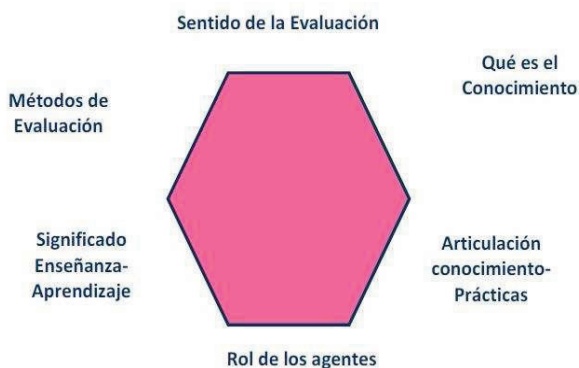 Sentido de la Evaluación
Qué es el
Conocimiento
Métodos de
Evaluación
Significado
Enseñanza-
Aprendizaje
Articulación
conocimiento-
Prácticas
Rol de los agentes